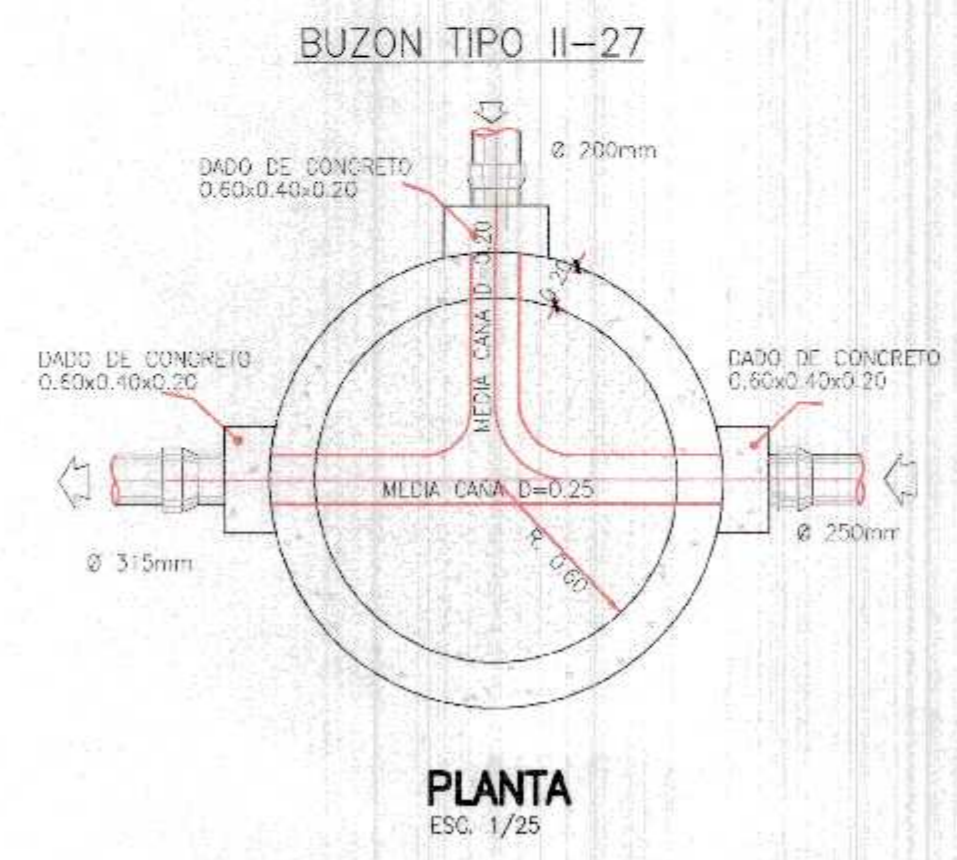 BUZON TIPO II-27
Ø 200mm
DADO DE CONCRETO
0.60x0.40x0.20
MEDIA CAÑA D=0.20
0.20
DADO DE CONCRETO
0.60x0.40x0.20
DADO DE CONCRETO
0.60x0.40x0.20
MEDIA CAÑA D=0.25
R. 0.60
Ø 315mm
Ø 250mm
PLANTA
ESC. 1/25